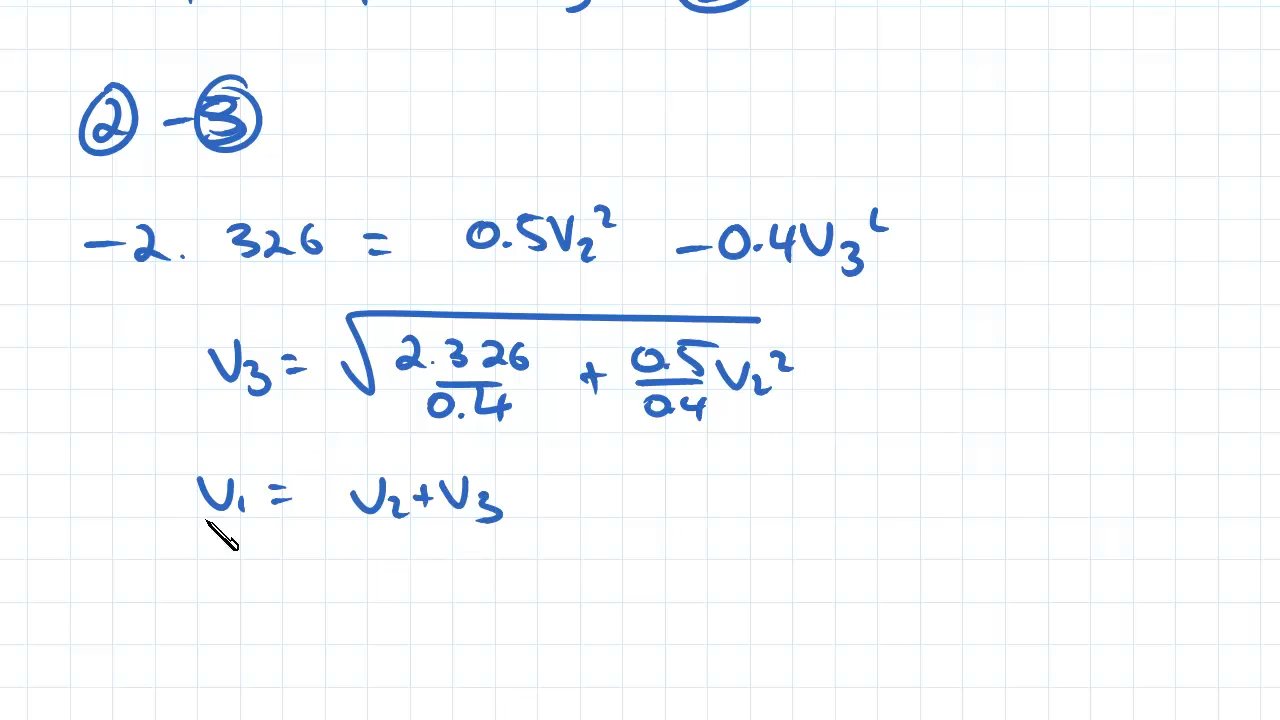 ② - ③
-2. 326 = 0.5V₂² - 0.4V₃²
V₃ = √(2.326/0.4 + 0.5/0.4 V₂²)
V₁ = V₂ + V₃